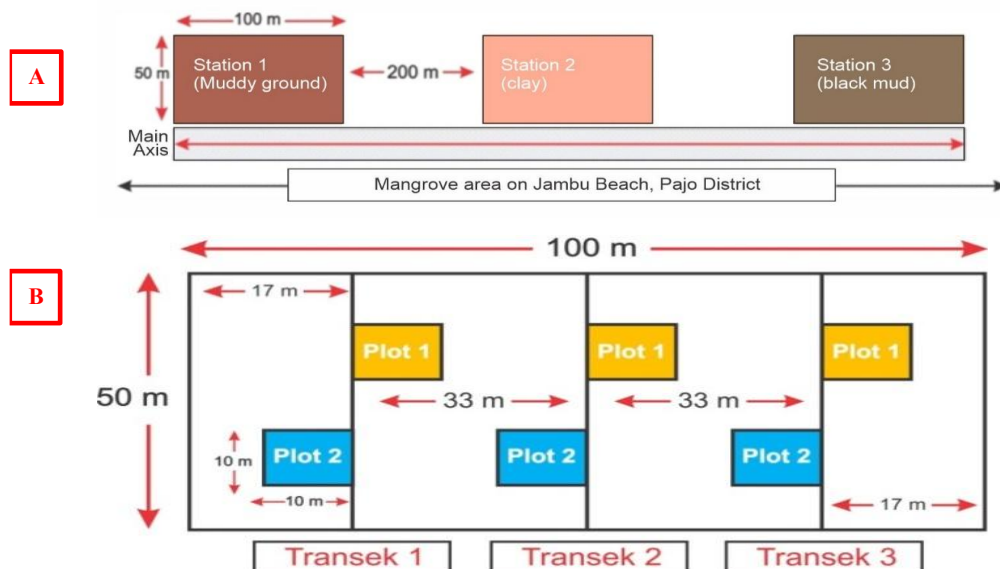 A
100 m
50 m
Station 1
(Muddy ground)
200 m
Station 2
(clay)
Station 3
(black mud)
Main
Axis
Mangrove area on Jambu Beach, Pajo District
B
100 m
17 m
50 m
Plot 1
Plot 1
Plot 1
33 m
33 m
10 m
Plot 2
Plot 2
Plot 2
10 m
17 m
Transek 1
Transek 2
Transek 3